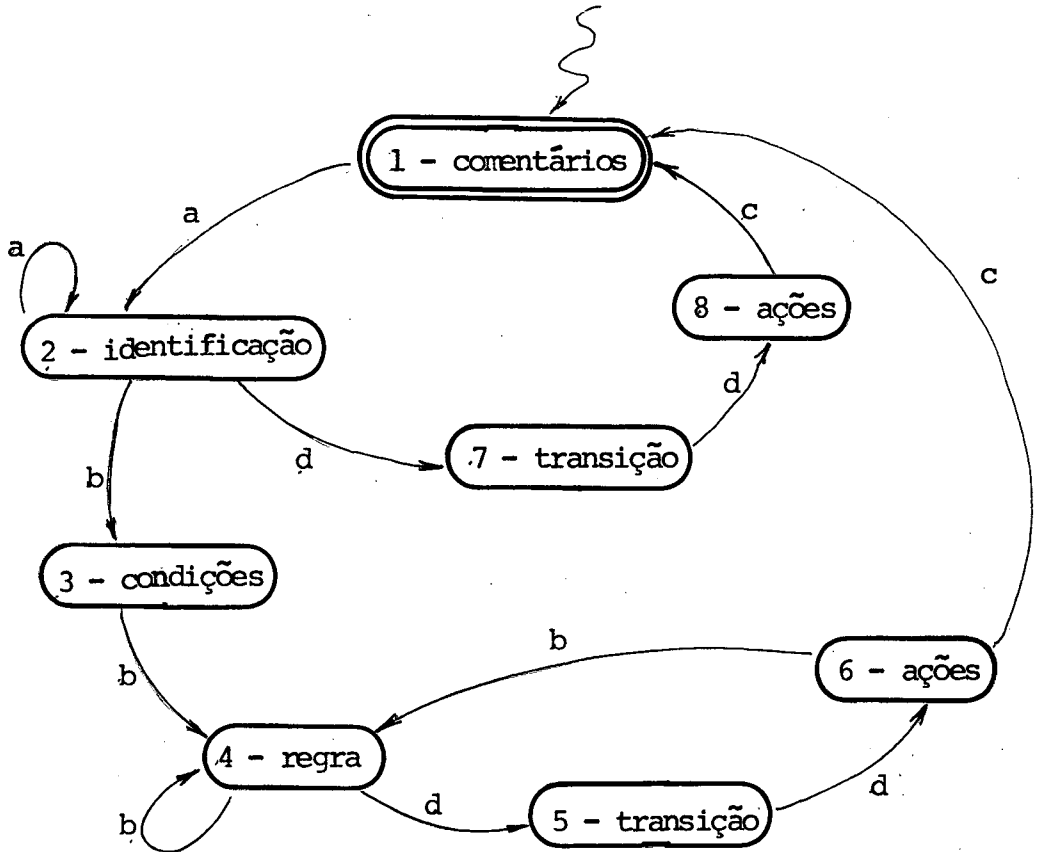 1 - comentários
a
c
a
c
8 - ações
2 - identificação
d
7 - transição
d
b
3 - condições
b
b
6 - ações
4 - regra
d
d
b
5 - transição